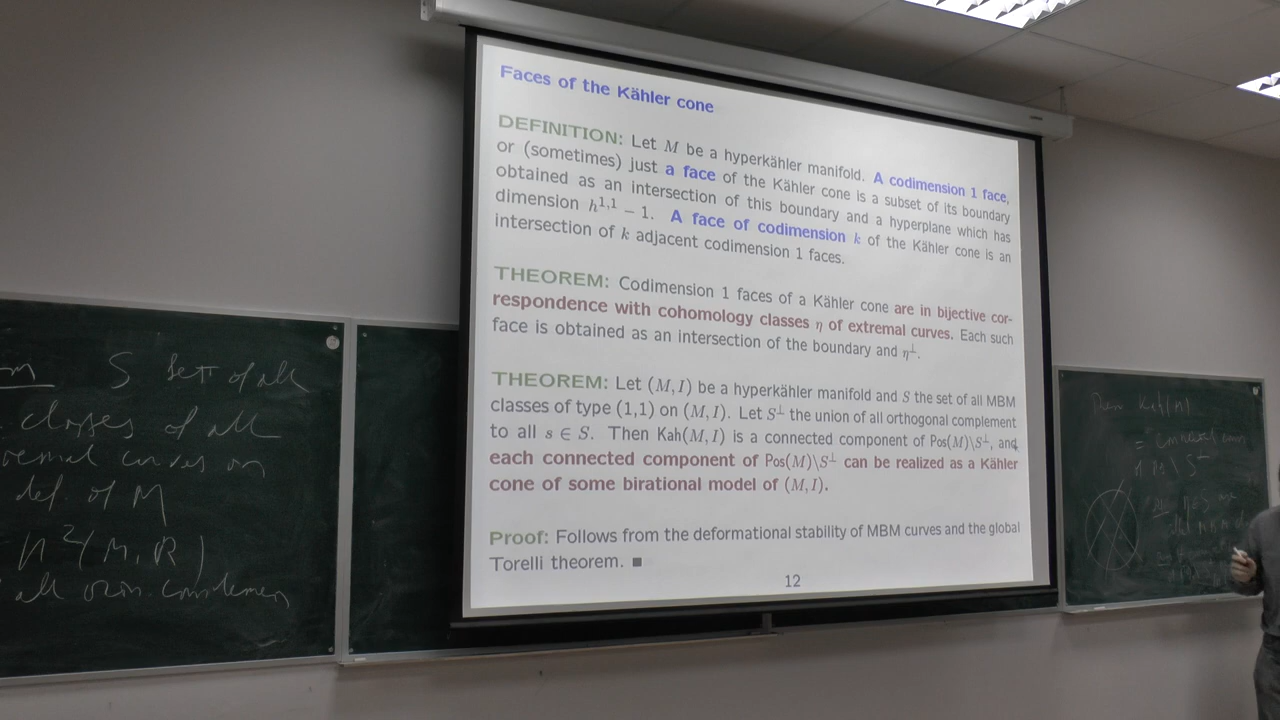 Faces of the Kähler cone
DEFINITION: Let M be a hyperkähler manifold. A codimension 1 face,
or (sometimes) just a face of the Kähler cone is a subset of its boundary
obtained as an intersection of this boundary and a hyperplane which has
dimension h^{1,1} − 1. A face of codimension k of the Kähler cone is an
intersection of k adjacent codimension 1 faces.
THEOREM: Codimension 1 faces of a Kähler cone are in bijective cor-
respondence with cohomology classes η of extremal curves. Each such
face is obtained as an intersection of the boundary and η^⊥.
THEOREM: Let (M, I) be a hyperkähler manifold and S the set of all MBM
classes of type (1,1) on (M, I). Let S^⊥ the union of all orthogonal complement
to all s ∈ S. Then Kah(M, I) is a connected component of Pos(M)\S^⊥, and
each connected component of Pos(M)\S^⊥ can be realized as a Kähler
cone of some birational model of (M, I).
Proof: Follows from the deformational stability of MBM curves and the global
Torelli theorem. ■
12
S set of all
classes of all
curves on
def. of M
H²(M, R)
all
Then